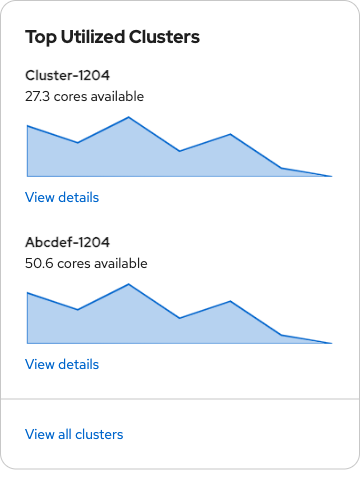 Top Utilized Clusters
Cluster-1204
27.3 cores available
View details
Abcdef-1204
50.6 cores available
View details
View all clusters